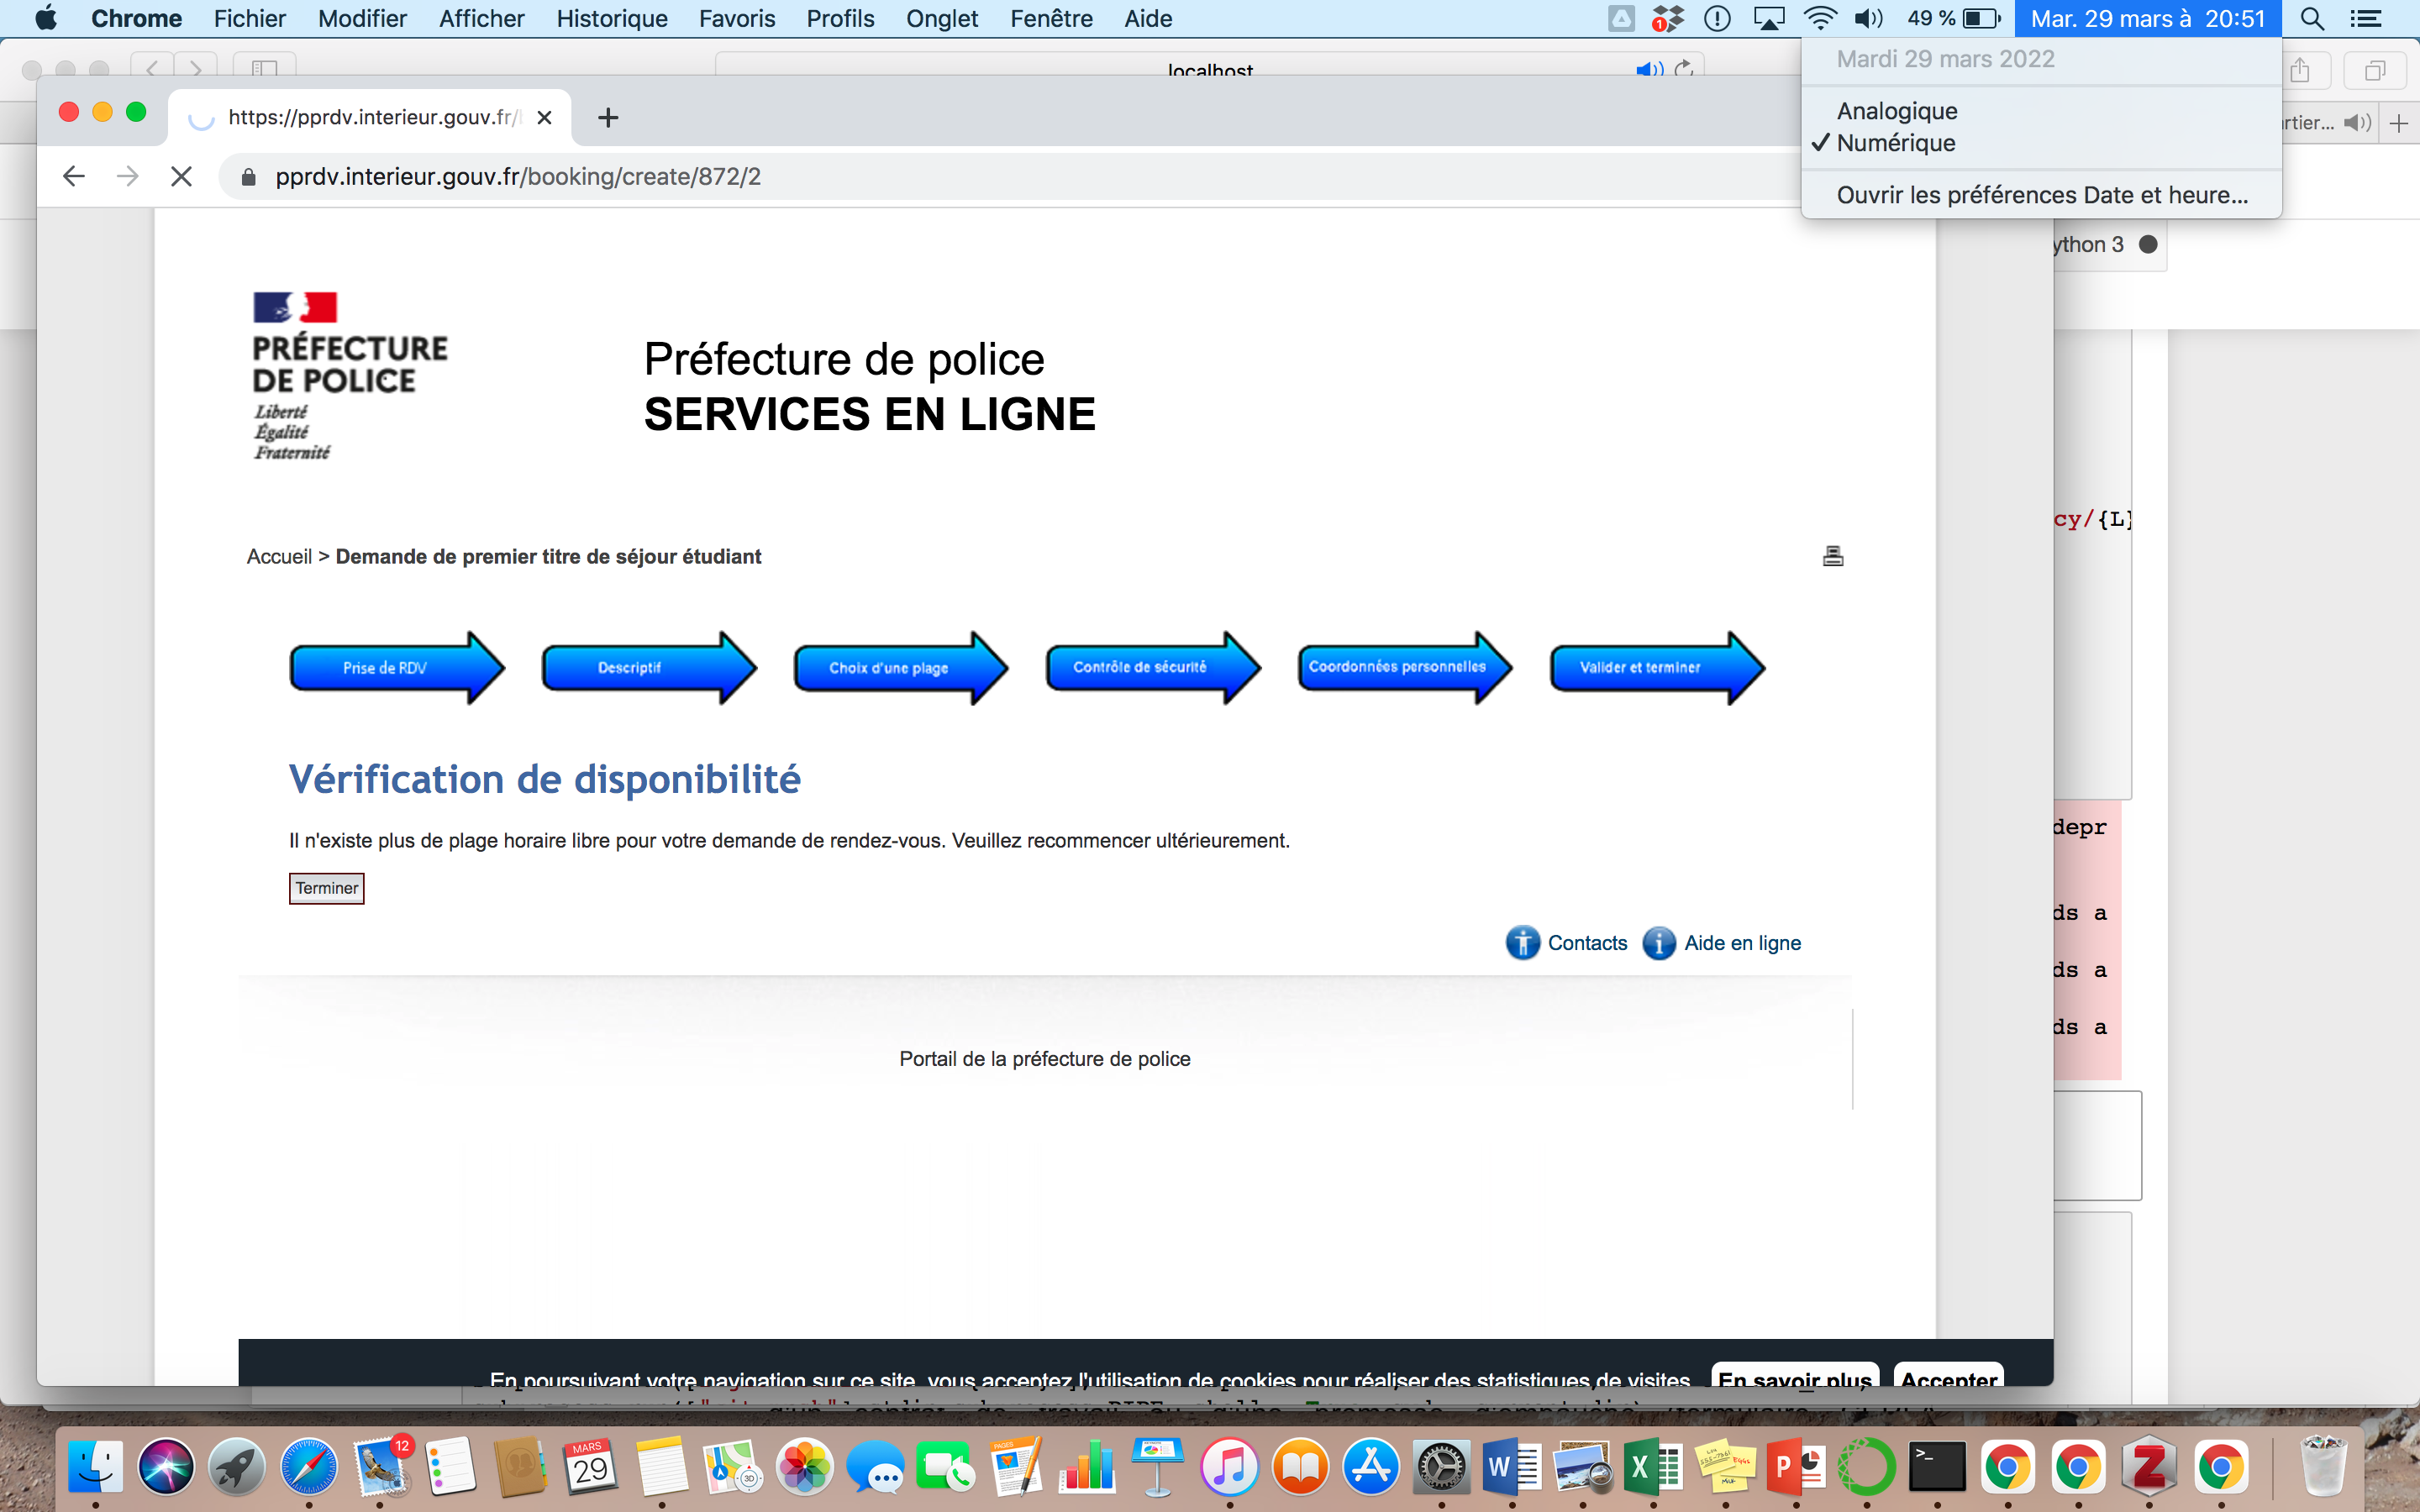 Chrome Fichier Modifier Afficher Historique Favoris Profils Onglet Fenêtre Aide 1 49 % Mar. 29 mars à 20:51
Mardi 29 mars 2022
Analogique
✓ Numérique
Ouvrir les préférences Date et heure...
localhost
https://pprdv.interieur.gouv.fr/
rtier...
pprdv.interieur.gouv.fr/booking/create/872/2
ython 3
PRÉFECTURE
DE POLICE
Liberté
Égalité
Fraternité
Préfecture de police
SERVICES EN LIGNE
cy/{L}
Accueil > Demande de premier titre de séjour étudiant
Prise de RDV
Descriptif
Choix d'une plage
Contrôle de sécurité
Coordonnées personnelles
Valider et terminer
Vérification de disponibilité
depr
Il n'existe plus de plage horaire libre pour votre demande de rendez-vous. Veuillez recommencer ultérieurement.
Terminer
ds a
Contacts
Aide en ligne
ds a
ds a
Portail de la préfecture de police
En poursuivant votre navigation sur ce site, vous acceptez l'utilisation de cookies pour réaliser des statistiques de visites. En savoir plus Accepter
12
MARS
29
3D
PAGES
W
X
P
>_
Z